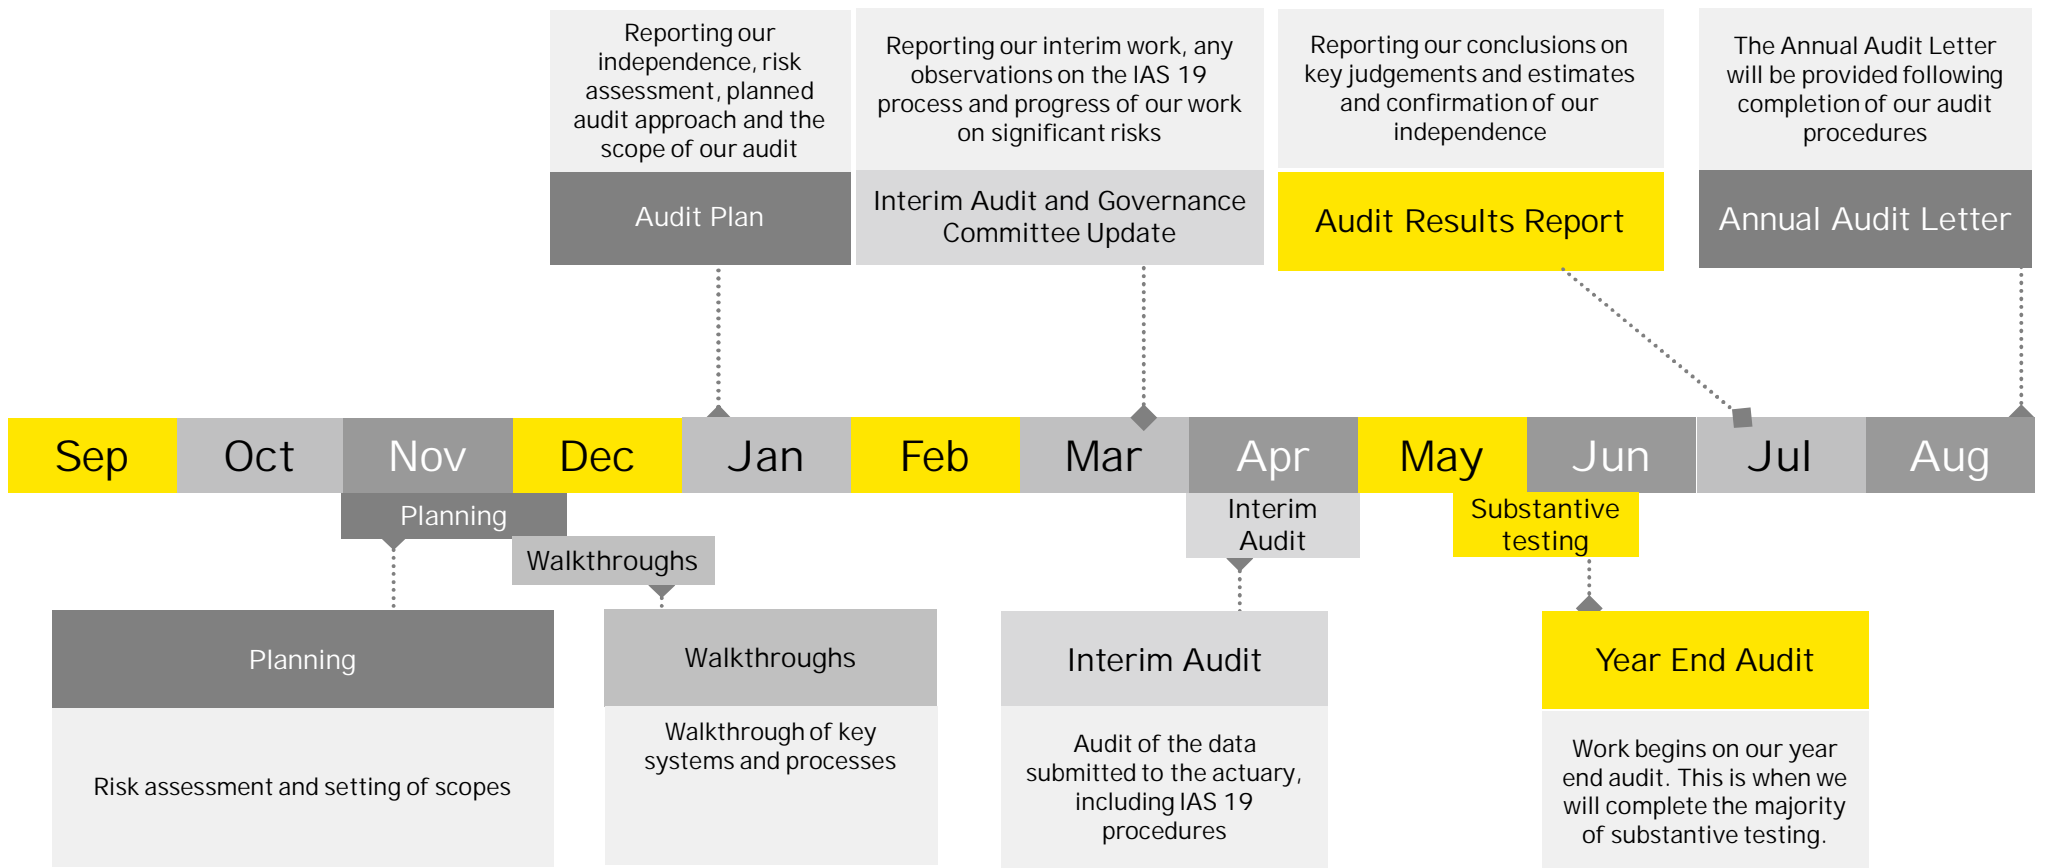 Reporting our
independence, risk
assessment, planned
audit approach and the
scope of our audit
Audit Plan
Reporting our interim work, any
observations on the IAS 19
process and progress of our work
on significant risks
Interim Audit and Governance
Committee Update
Reporting our conclusions on
key judgements and estimates
and confirmation of our
independence
Audit Results Report
The Annual Audit Letter
will be provided following
completion of our audit
procedures
Annual Audit Letter
Sep
Oct
Nov
Dec
Jan
Feb
Mar
Apr
May
Jun
Jul
Aug
Planning
Walkthroughs
Interim
Audit
Substantive
testing
Planning
Risk assessment and setting of scopes
Walkthroughs
Walkthrough of key
systems and processes
Interim Audit
Audit of the data
submitted to the actuary,
including IAS 19
procedures
Year End Audit
Work begins on our year
end audit. This is when we
will complete the majority
of substantive testing.